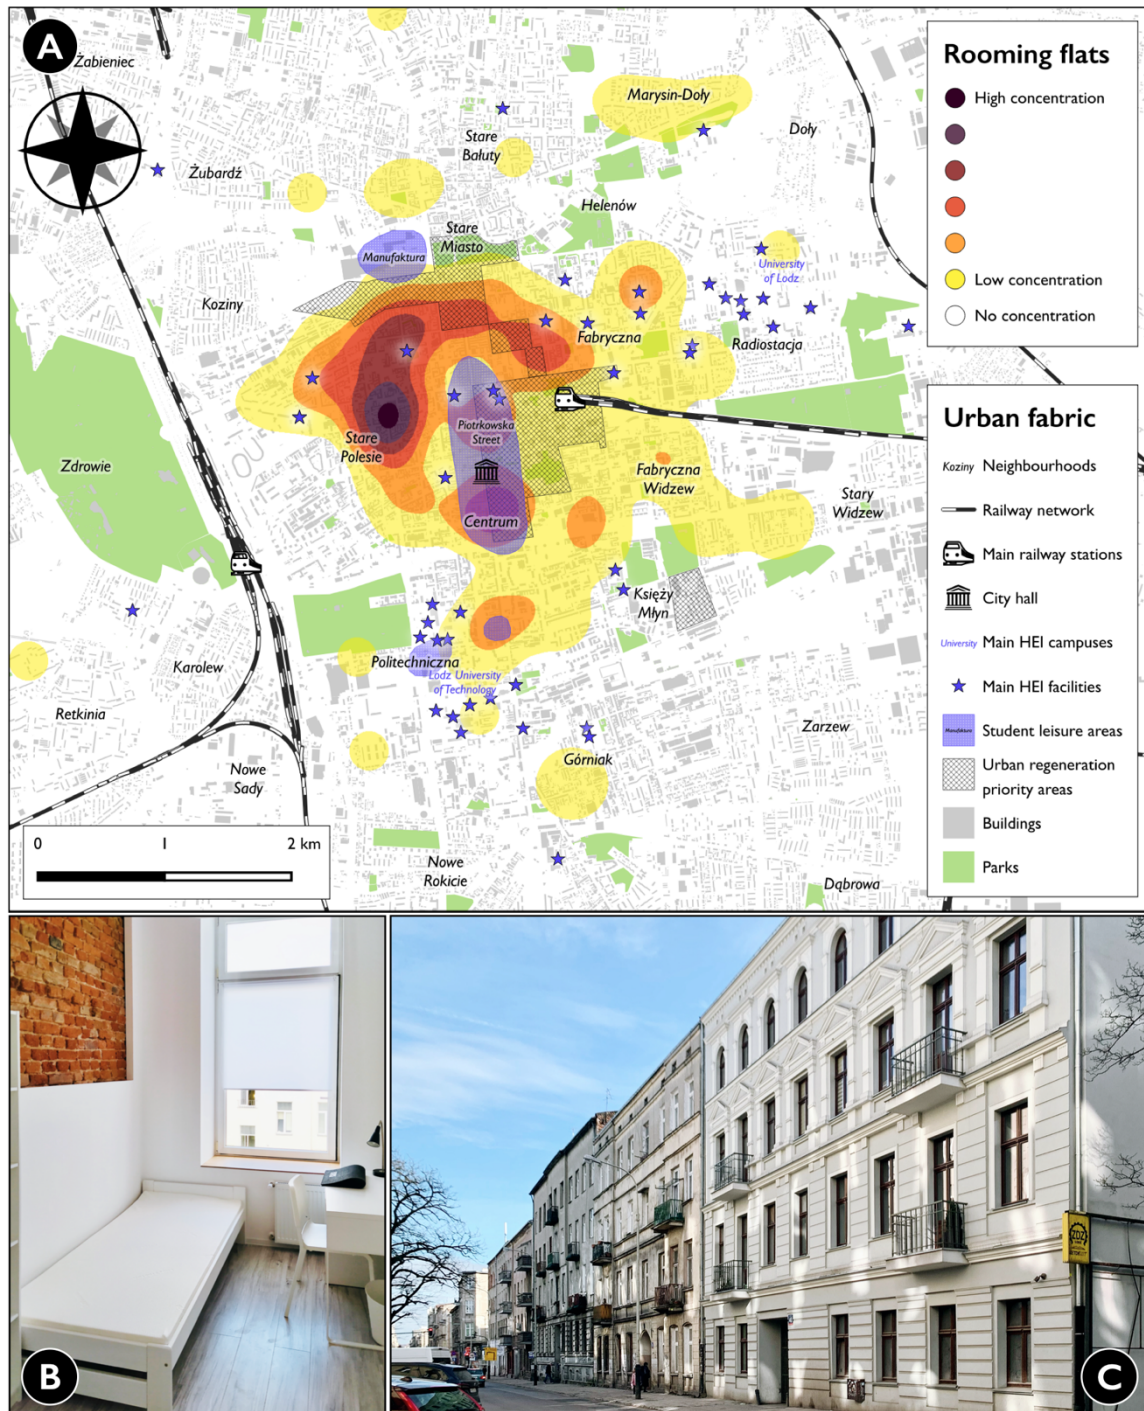 A
Żabieniec
Marysin-Doły
Doły
Stare
Bałuty
Żubardź
Helenów
Stare
Miasto
Manufaktura
University
of Lodz
Koziny
Fabryczna
Radiostacja
Piotrkowska
Street
Stare
Polesie
Zdrowie
Fabryczna
Widzew
Stary
Widzew
Centrum
Księży
Młyn
Karolew
Politechniczna
Lodz University
of Technology
Retkinia
Zarzew
Górniak
Nowe
Sady
Nowe
Rokicie
Dąbrowa
0 1 2 km
Rooming flats
High concentration
Low concentration
No concentration
Urban fabric
Koziny Neighbourhoods
Railway network
Main railway stations
City hall
University Main HEI campuses
Main HEI facilities
Manufaktura Student leisure areas
Urban regeneration
priority areas
Buildings
Parks
B
ZDZ
C